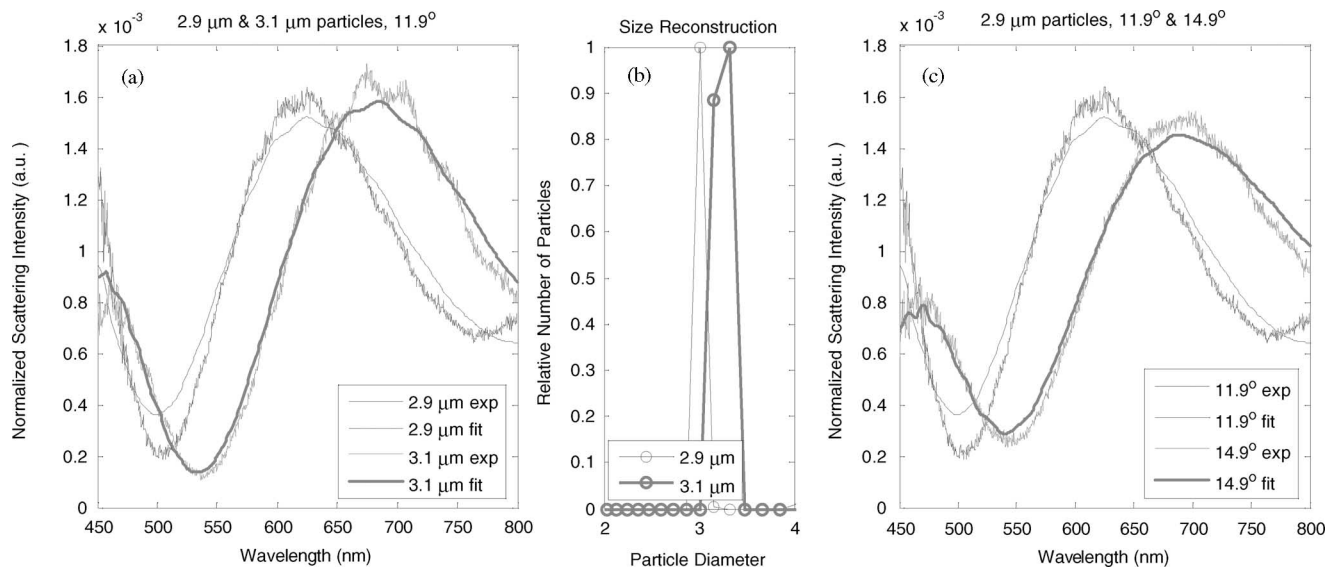 2.9 μm & 3.1 μm particles, 11.9°
x 10⁻³
(a)
Normalized Scattering Intensity (a.u.)
1.8
1.6
1.4
1.2
1
0.8
0.6
0.4
0.2
0
450 500 550 600 650 700 750 800
Wavelength (nm)
2.9 μm exp
2.9 μm fit
3.1 μm exp
3.1 μm fit
Size Reconstruction
(b)
Relative Number of Particles
1
0.9
0.8
0.7
0.6
0.5
0.4
0.3
0.2
0.1
0
2 3 4
Particle Diameter
2.9 μm
3.1 μm
2.9 μm particles, 11.9° & 14.9°
x 10⁻³
(c)
Normalized Scattering Intensity (a.u.)
1.8
1.6
1.4
1.2
1
0.8
0.6
0.4
0.2
0
450 500 550 600 650 700 750 800
Wavelength (nm)
11.9° exp
11.9° fit
14.9° exp
14.9° fit